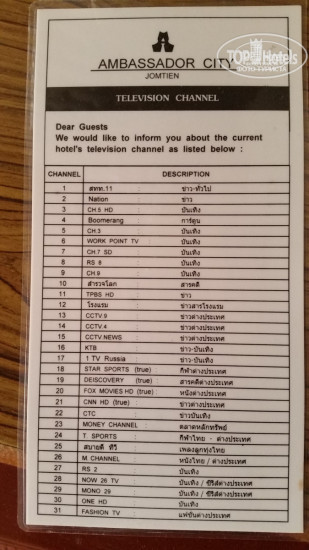 AMBASSADOR CITY
JOMTIEN
TOP Hotels
TELEVISION CHANNEL
Dear Guests
We would like to inform you about the current
hotel's television channel as listed below :
CHANNEL DESCRIPTION
1 สทท.11 : ข่าว-ทั่วไป
2 Nation : ข่าว
3 CH.5 HD : บันเทิง
4 Boomerang : การ์ตูน
5 CH.3 : บันเทิง
6 WORK POINT TV : บันเทิง
7 CH.7 SD : บันเทิง
8 RS 8 : บันเทิง
9 CH.9 : บันเทิง
10 สำรวจโลก : สารคดี
11 TPBS HD : ข่าว
12 โรงแรม : ข่าวสารโรงแรม
13 CCTV.9 : ข่าวต่างประเทศ
14 CCTV.4 : ข่าวต่างประเทศ
15 CCTV.NEWS : ข่าวต่างประเทศ
16 KTB : ข่าว-บันเทิง
17 1 TV Russia : ข่าว-บันเทิง
18 STAR SPORTS (true) : กีฬาต่างประเทศ
19 DEISCOVERY (true) : สารคดีต่างประเทศ
20 FOX MOVIES HD (true) : หนังต่างประเทศ
21 CNN HD (true) : ข่าวต่างประเทศ
22 CTC : ข่าวบันเทิง
23 MONEY CHANNEL : ตลาดหลักทรัพย์
24 T. SPORTS : กีฬาไทย - ต่างประเทศ
25 สบายดี ทีวี : เพลงลูกทุ่งไทย
26 M.CHANNEL : หนังไทย / ต่างประเทศ
27 RS 2 : บันเทิง
28 NOW 26 TV : บันเทิง / ซีรีส์ต่างประเทศ
29 MONO 29 : บันเทิง / ซีรีส์ต่างประเทศ
30 ONE HD : บันเทิง
31 FASHION TV : แฟชั่นต่างประเทศ